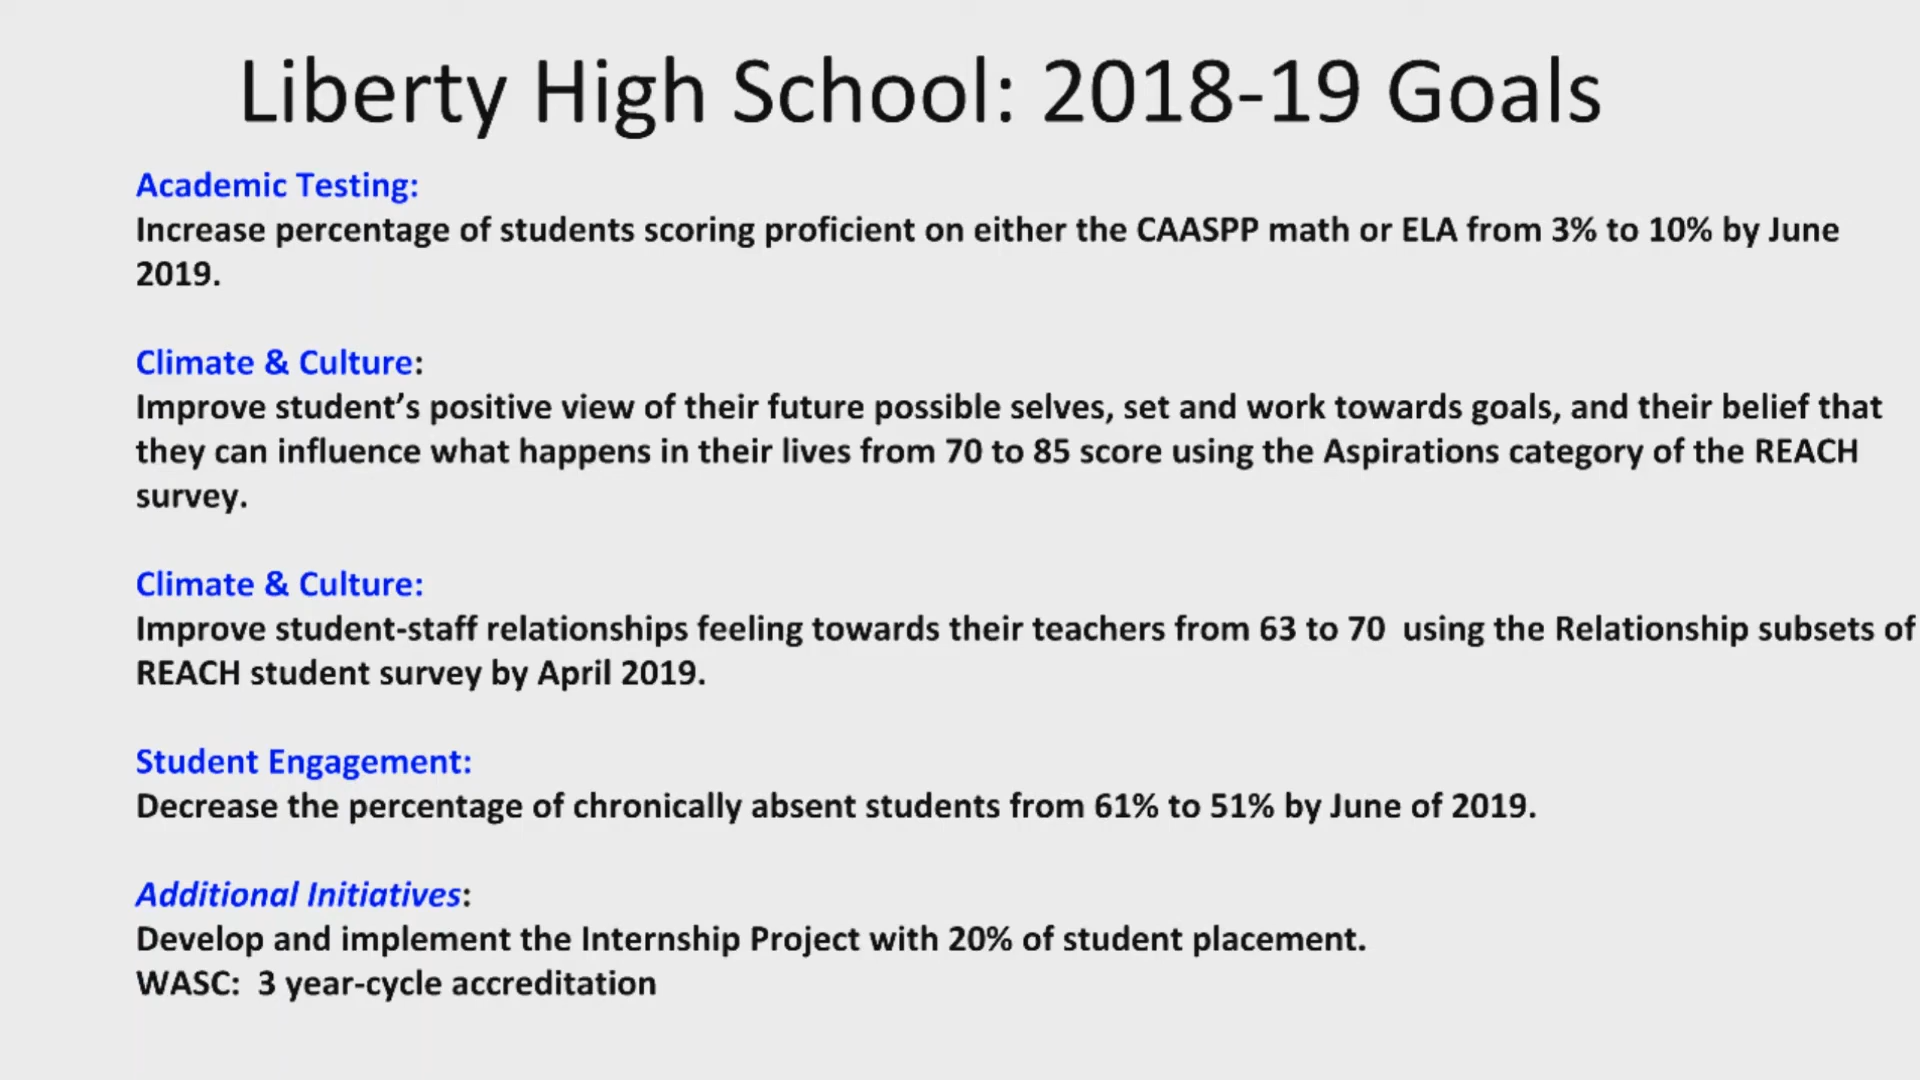 Liberty High School: 2018-19 Goals
Academic Testing:
Increase percentage of students scoring proficient on either the CAASPP math or ELA from 3% to 10% by June
2019.
Climate & Culture:
Improve student’s positive view of their future possible selves, set and work towards goals, and their belief that
they can influence what happens in their lives from 70 to 85 score using the Aspirations category of the REACH
survey.
Climate & Culture:
Improve student-staff relationships feeling towards their teachers from 63 to 70  using the Relationship subsets of
REACH student survey by April 2019.
Student Engagement:
Decrease the percentage of chronically absent students from 61% to 51% by June of 2019.
Additional Initiatives:
Develop and implement the Internship Project with 20% of student placement.
WASC:  3 year-cycle accreditation